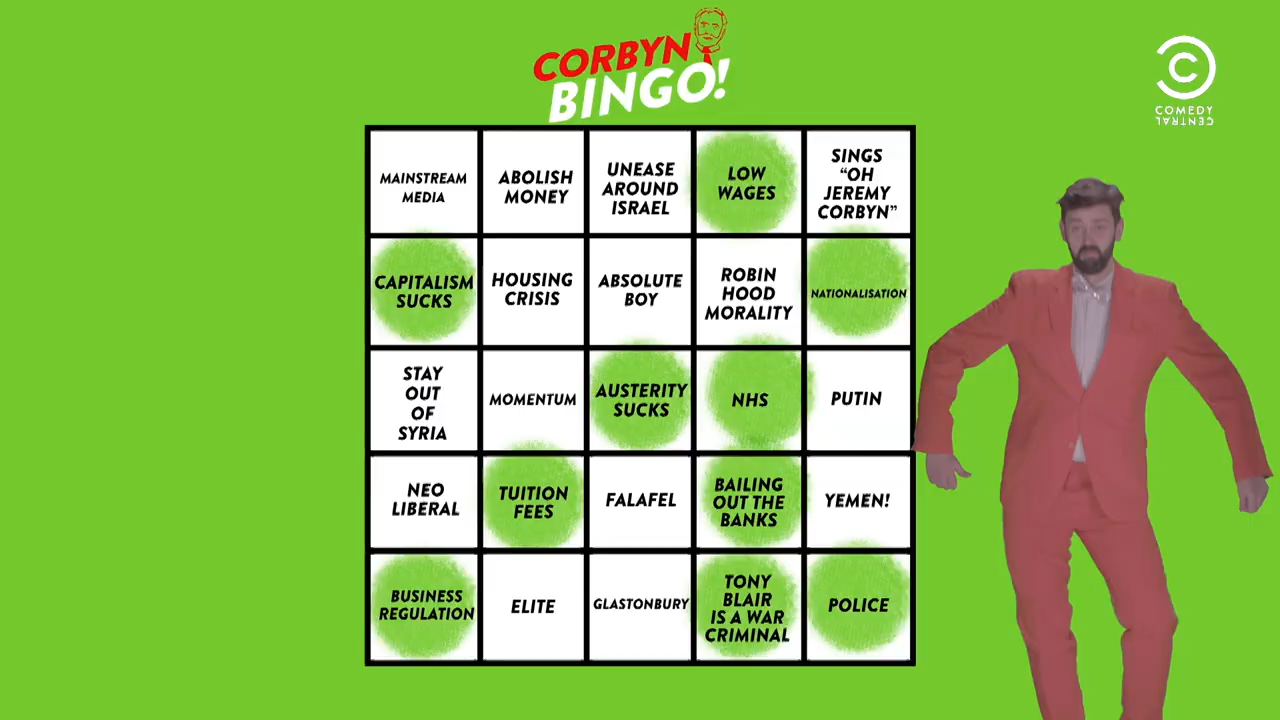 CORBYN
BINGO!
COMEDY
CENTRAL
MAINSTREAM
MEDIA
ABOLISH
MONEY
UNEASE
AROUND
ISRAEL
LOW
WAGES
SINGS
“OH
JEREMY
CORBYN”
CAPITALISM
SUCKS
HOUSING
CRISIS
ABSOLUTE
BOY
ROBIN
HOOD
MORALITY
NATIONALISATION
STAY
OUT
OF
SYRIA
MOMENTUM
AUSTERITY
SUCKS
NHS
PUTIN
NEO
LIBERAL
TUITION
FEES
FALAFEL
BAILING
OUT THE
BANKS
YEMEN!
BUSINESS
REGULATION
ELITE
GLASTONBURY
TONY
BLAIR
IS A WAR
CRIMINAL
POLICE